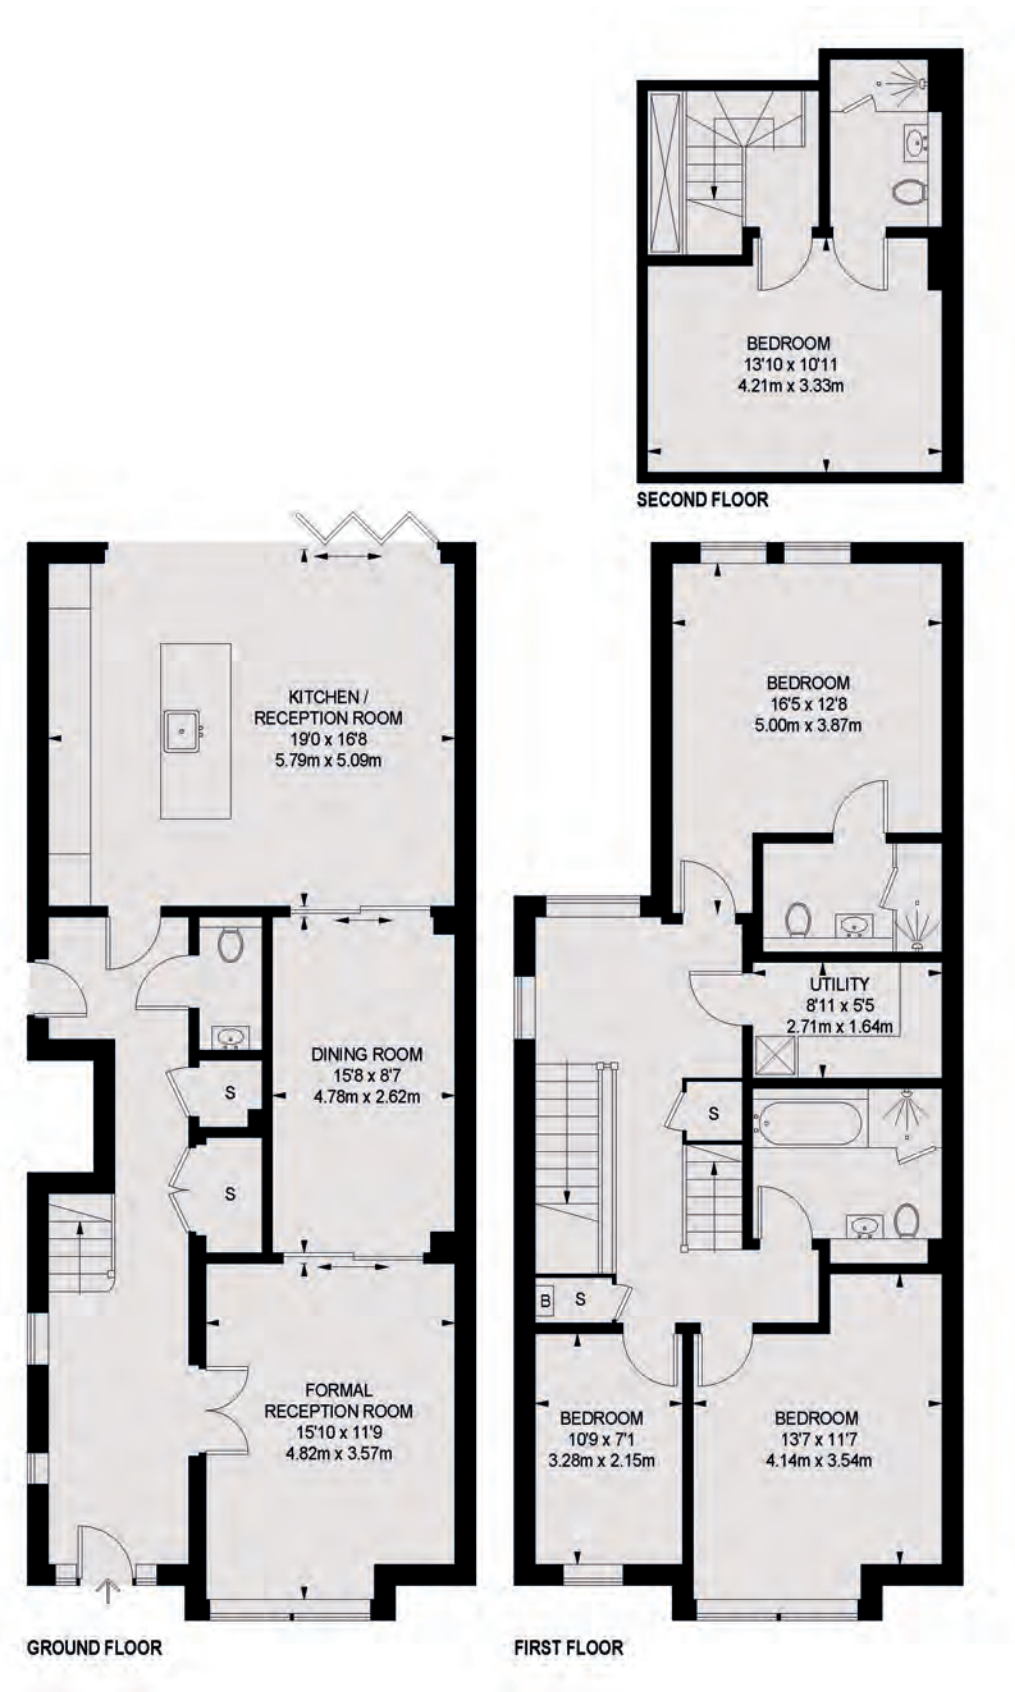 BEDROOM
13'10 x 10'11
4.21m x 3.33m
SECOND FLOOR
KITCHEN /
RECEPTION ROOM
19'0 x 16'8
5.79m x 5.09m
DINING ROOM
15'8 x 8'7
4.78m x 2.62m
S
S
FORMAL
RECEPTION ROOM
15'10 x 11'9
4.82m x 3.57m
GROUND FLOOR
BEDROOM
16'5 x 12'8
5.00m x 3.87m
UTILITY
8'11 x 5'5
2.71m x 1.64m
S
B S
BEDROOM
10'9 x 7'1
3.28m x 2.15m
BEDROOM
13'7 x 11'7
4.14m x 3.54m
FIRST FLOOR